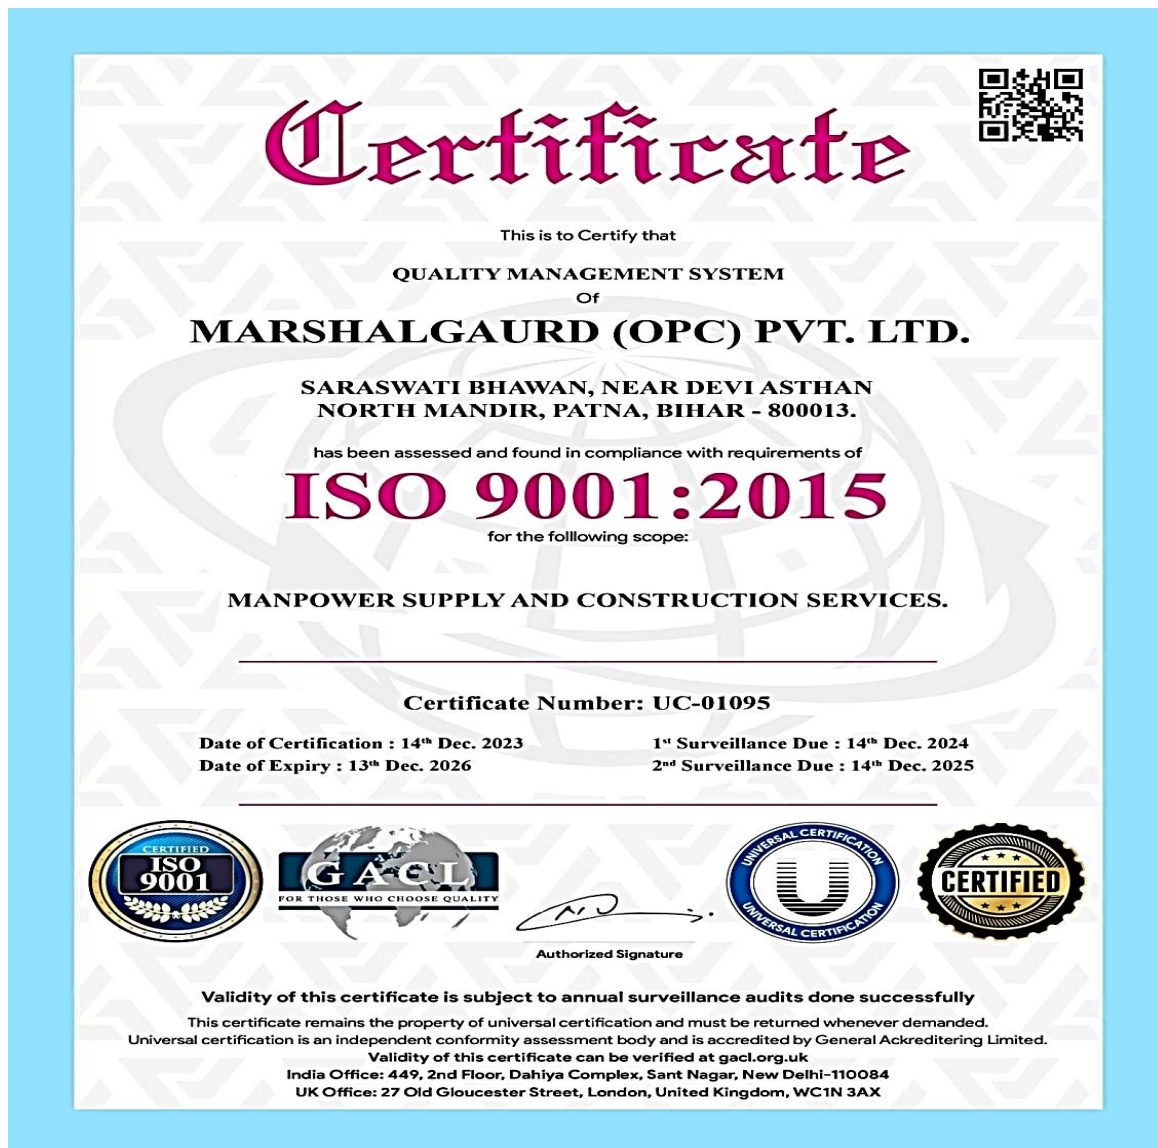 Certificate
This is to Certify that
QUALITY MANAGEMENT SYSTEM
Of
MARSHALGAURD (OPC) PVT. LTD.
SARASWATI BHAWAN, NEAR DEVI ASTHAN
NORTH MANDIR, PATNA, BIHAR - 800013.
has been assessed and found in compliance with requirements of
ISO 9001:2015
for the folllowing scope:
MANPOWER SUPPLY AND CONSTRUCTION SERVICES.
Certificate Number: UC-01095
Date of Certification : 14th Dec. 2023
1st Surveillance Due : 14th Dec. 2024
Date of Expiry : 13th Dec. 2026
2nd Surveillance Due : 14th Dec. 2025
CERTIFIED
ISO
9001
GACL
FOR THOSE WHO CHOOSE QUALITY
Authorized Signature
UNIVERSAL CERTIFICATION
U
UNIVERSAL CERTIFICATION
CERTIFIED
Validity of this certificate is subject to annual surveillance audits done successfully
This certificate remains the property of universal certification and must be returned whenever demanded.
Universal certification is an independent conformity assessment body and is accredited by General Ackreditering Limited.
Validity of this certificate can be verified at gacl.org.uk
India Office: 449, 2nd Floor, Dahiya Complex, Sant Nagar, New Delhi-110084
UK Office: 27 Old Gloucester Street, London, United Kingdom, WC1N 3AX